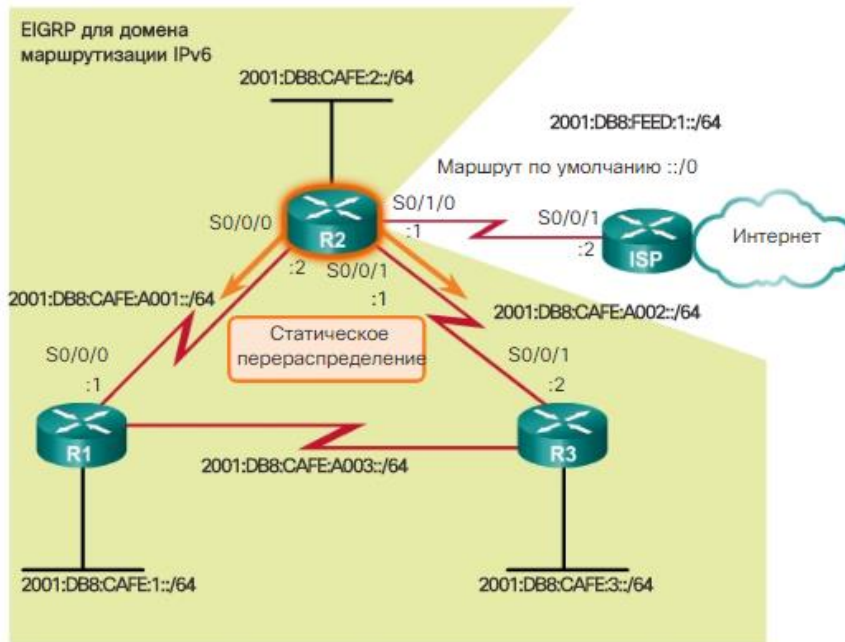 EIGRP для домена
маршрутизации IPv6
2001:DB8:CAFE:2::/64
2001:DB8:FEED:1::/64
Маршрут по умолчанию ::/0
S0/1/0
S0/0/1
S0/0/0
:1
R2
:2
ISP
Интернет
:2
S0/0/1
:1
2001:DB8:CAFE:A001::/64
2001:DB8:CAFE:A002::/64
Статическое
перераспределение
S0/0/0
:1
S0/0/1
:2
R1
R3
2001:DB8:CAFE:A003::/64
2001:DB8:CAFE:1::/64
2001:DB8:CAFE:3::/64